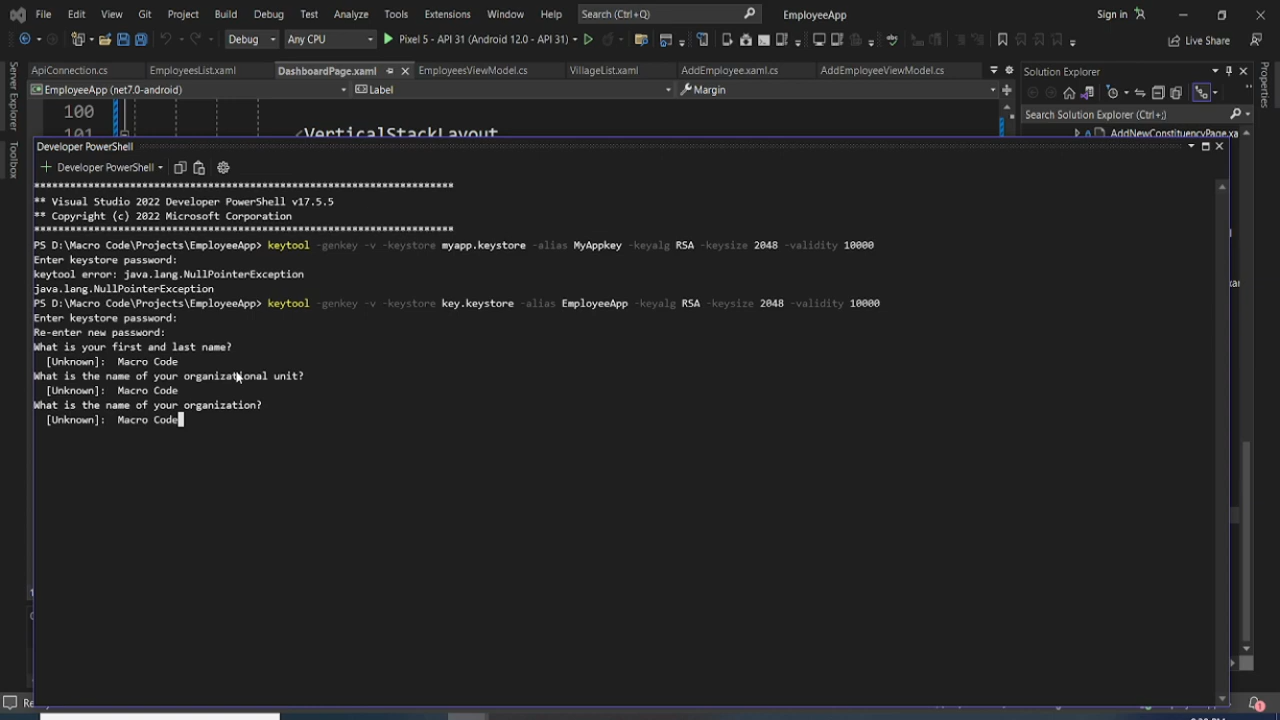 File Edit View Git Project Build Debug Test Analyze Tools Extensions Window Help Search (Ctrl+Q) EmployeeApp Sign in
Debug Any CPU Pixel 5 - API 31 (Android 12.0 - API 31) Live Share
ApiConnection.cs EmployeesList.xaml DashboardPage.xaml EmployeesViewModel.cs VillageList.xaml AddEmployee.xaml.cs AddEmployeeViewModel.cs Solution Explorer
EmployeeApp (net7.0-android) Label Margin
Server Explorer
Toolbox
Properties
Search Solution Explorer (Ctrl+;)
100
101 <VerticalStackLayout
AddNewConstituencyPage.xa
Developer PowerShell
+ Developer PowerShell
**********************************************************************
** Visual Studio 2022 Developer PowerShell v17.5.5
** Copyright (c) 2022 Microsoft Corporation
**********************************************************************
PS D:\Macro Code\Projects\EmployeeApp> keytool -genkey -v -keystore myapp.keystore -alias MyAppkey -keyalg RSA -keysize 2048 -validity 10000
Enter keystore password:
keytool error: java.lang.NullPointerException
java.lang.NullPointerException
PS D:\Macro Code\Projects\EmployeeApp> keytool -genkey -v -keystore key.keystore -alias EmployeeApp -keyalg RSA -keysize 2048 -validity 10000
Enter keystore password:
Re-enter new password:
What is your first and last name?
[Unknown]: Macro Code
What is the name of your organizational unit?
[Unknown]: Macro Code
What is the name of your organization?
[Unknown]: Macro Code